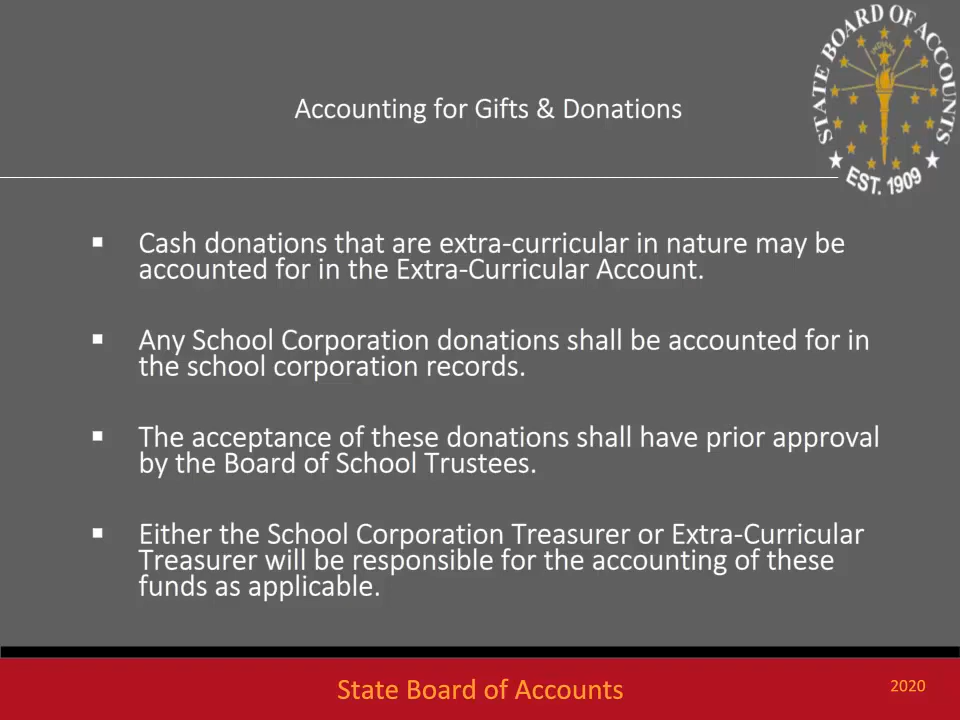 STATE BOARD OF ACCOUNTS
INDIANA
EST. 1909
Accounting for Gifts & Donations
▪ Cash donations that are extra-curricular in nature may be
accounted for in the Extra-Curricular Account.
▪ Any School Corporation donations shall be accounted for in
the school corporation records.
▪ The acceptance of these donations shall have prior approval
by the Board of School Trustees.
▪ Either the School Corporation Treasurer or Extra-Curricular
Treasurer will be responsible for the accounting of these
funds as applicable.
State Board of Accounts
2020